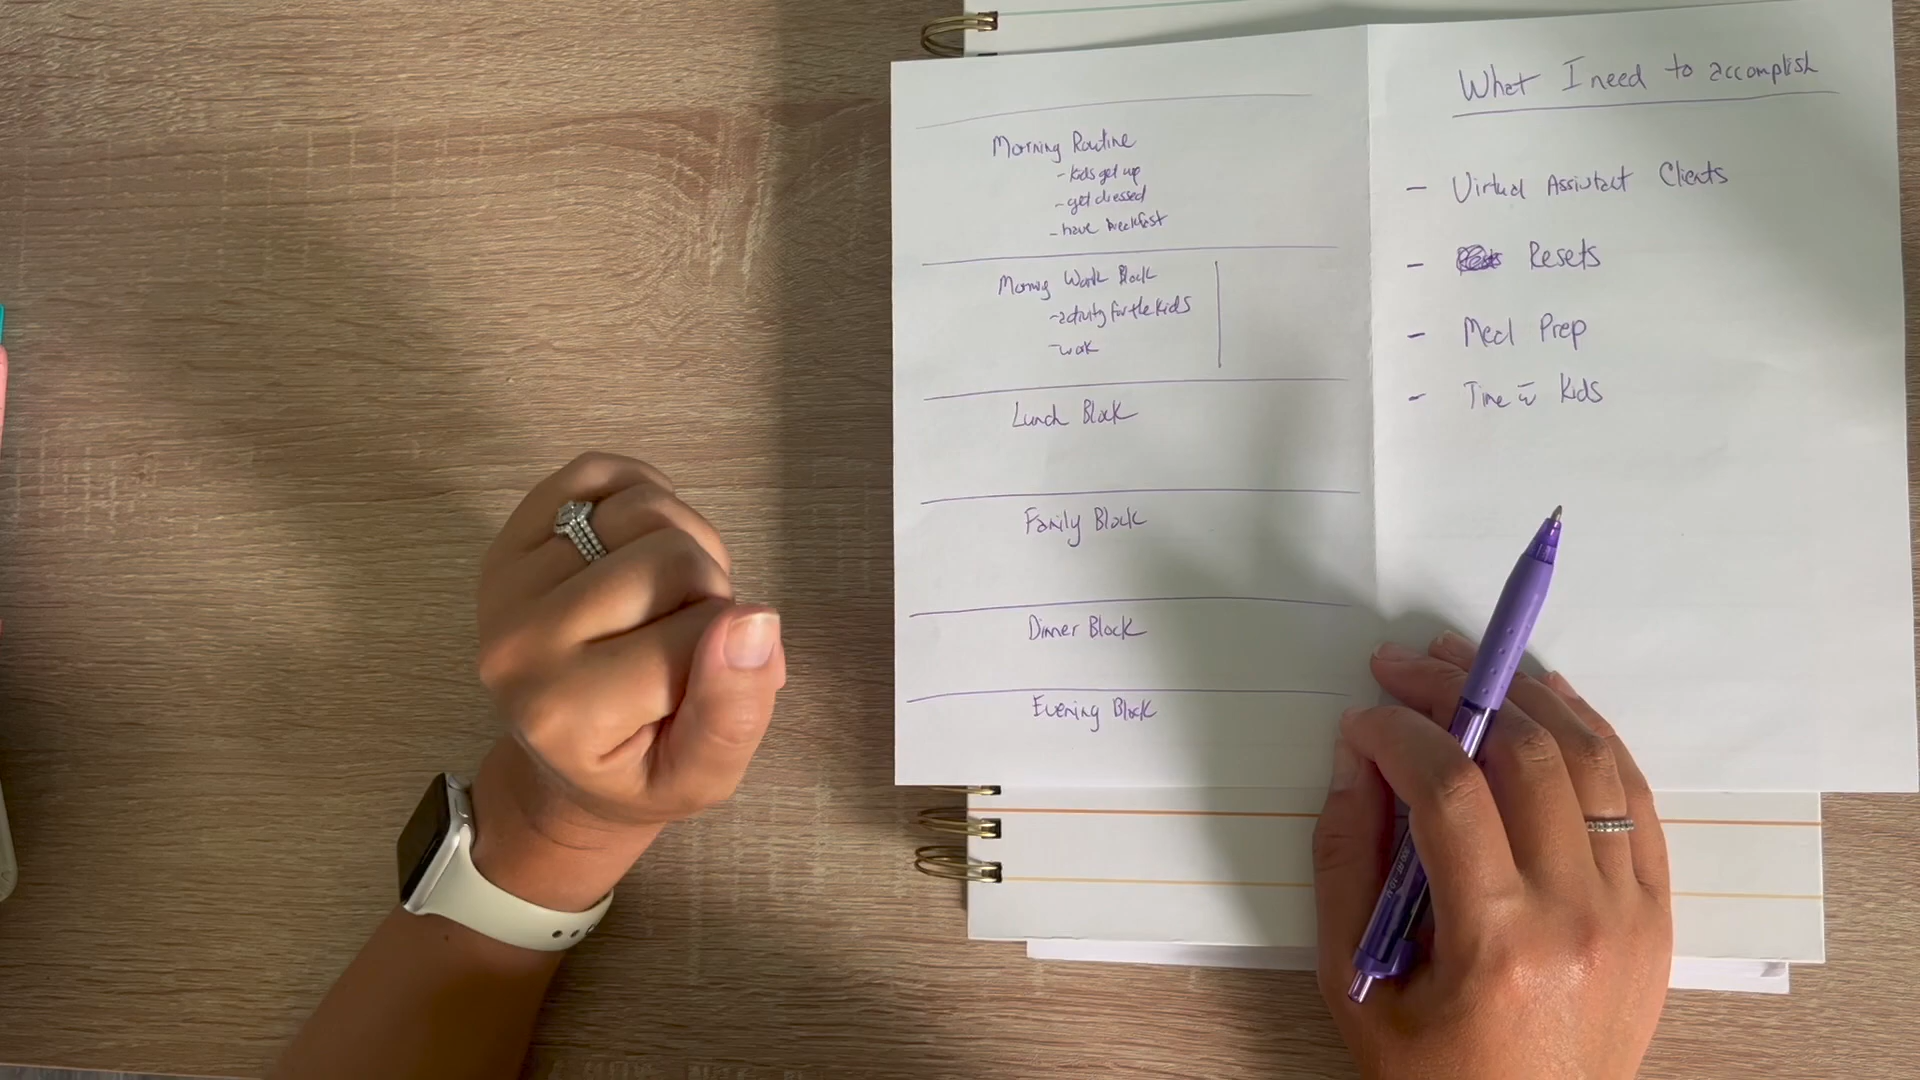 Morning Routine
- kids get up
- get dressed
- have breakfast
Morning Work Block
- activity for the kids
- work
Lunch Block
Family Block
Dinner Block
Evening Block
What I need to accomplish
- Virtual Assistant Clients
- Resets
- Meal Prep
- Time w̄ Kids